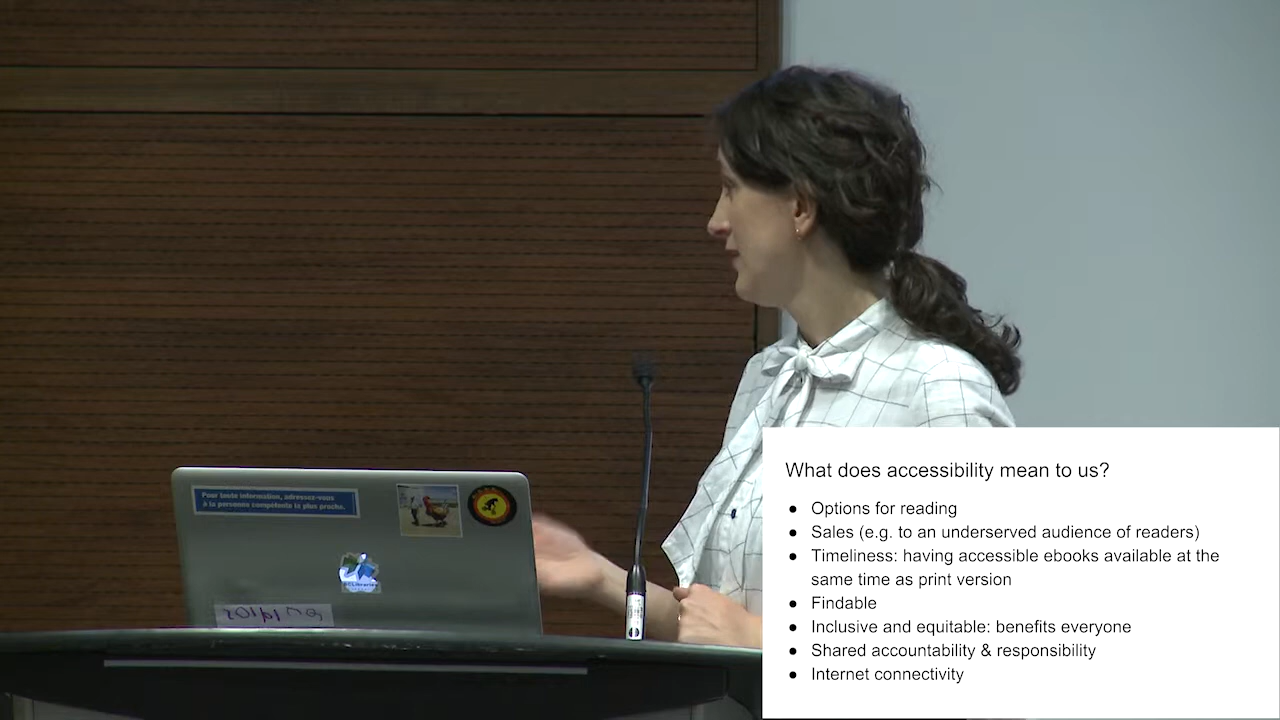 Pour toute information, adressez-vous
à la personne compétente la plus proche.
What does accessibility mean to us?
● Options for reading
● Sales (e.g. to an underserved audience of readers)
● Timeliness: having accessible ebooks available at the
same time as print version
● Findable
● Inclusive and equitable: benefits everyone
● Shared accountability & responsibility
● Internet connectivity